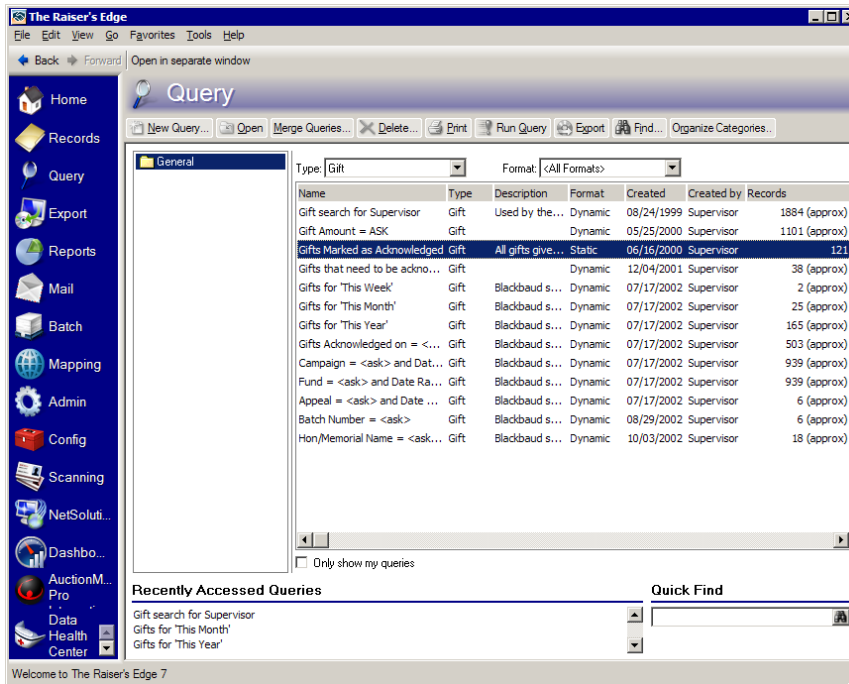 The Raiser's Edge
File Edit View Go Favorites Tools Help
Back Forward Open in separate window
Home
Records
Query
Export
Reports
Mail
Batch
Mapping
Admin
Config
Scanning
NetSoluti...
Dashbo...
AuctionM...
Pro
Data
Health
Center
Query
New Query... Open Merge Queries... Delete... Print Run Query Export Find... Organize Categories..
General
Type: Gift Format: <All Formats>
Name Type Description Format Created Created by Records
Gift search for Supervisor Gift Used by the... Dynamic 08/24/1999 Supervisor 1884 (approx)
Gift Amount = ASK Gift Dynamic 05/25/2000 Supervisor 1101 (approx)
Gifts Marked as Acknowledged Gift All gifts give... Static 06/16/2000 Supervisor 121
Gifts that need to be ackno... Gift Dynamic 12/04/2001 Supervisor 38 (approx)
Gifts for 'This Week' Gift Blackbaud s... Dynamic 07/17/2002 Supervisor 2 (approx)
Gifts for 'This Month' Gift Blackbaud s... Dynamic 07/17/2002 Supervisor 25 (approx)
Gifts for 'This Year' Gift Blackbaud s... Dynamic 07/17/2002 Supervisor 165 (approx)
Gifts Acknowledged on = <... Gift Blackbaud s... Dynamic 07/17/2002 Supervisor 503 (approx)
Campaign = <ask> and Dat... Gift Blackbaud s... Dynamic 07/17/2002 Supervisor 939 (approx)
Fund = <ask> and Date Ra... Gift Blackbaud s... Dynamic 07/17/2002 Supervisor 939 (approx)
Appeal = <ask> and Date ... Gift Blackbaud s... Dynamic 07/17/2002 Supervisor 6 (approx)
Batch Number = <ask> Gift Blackbaud s... Dynamic 08/29/2002 Supervisor 6 (approx)
Hon/Memorial Name = <ask... Gift Blackbaud s... Dynamic 10/03/2002 Supervisor 18 (approx)
Only show my queries
Recently Accessed Queries
Gift search for Supervisor
Gifts for 'This Month'
Gifts for 'This Year'
Quick Find
Welcome to The Raiser's Edge 7